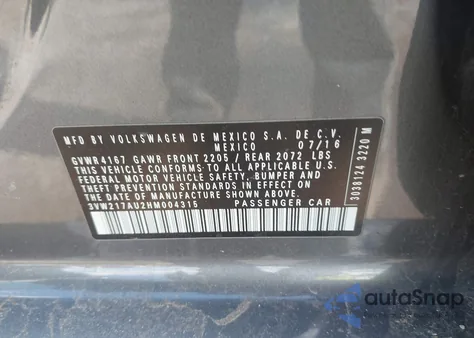 MFD BY VOLKSWAGEN DE MEXICO S.A. DE C.V.
MEXICO 07/16
GVWR 4167 GAWR FRONT 2205 / REAR 2072 LBS
THIS VEHICLE CONFORMS TO ALL APPLICABLE U.S.
FEDERAL MOTOR VEHICLE SAFETY, BUMPER AND
THEFT PREVENTION STANDARDS IN EFFECT ON THE
DATE OF MANUFACTURE SHOWN ABOVE.
3VW217AU2HM004315 PASSENGER CAR
3038124 3220 M
autoSnap